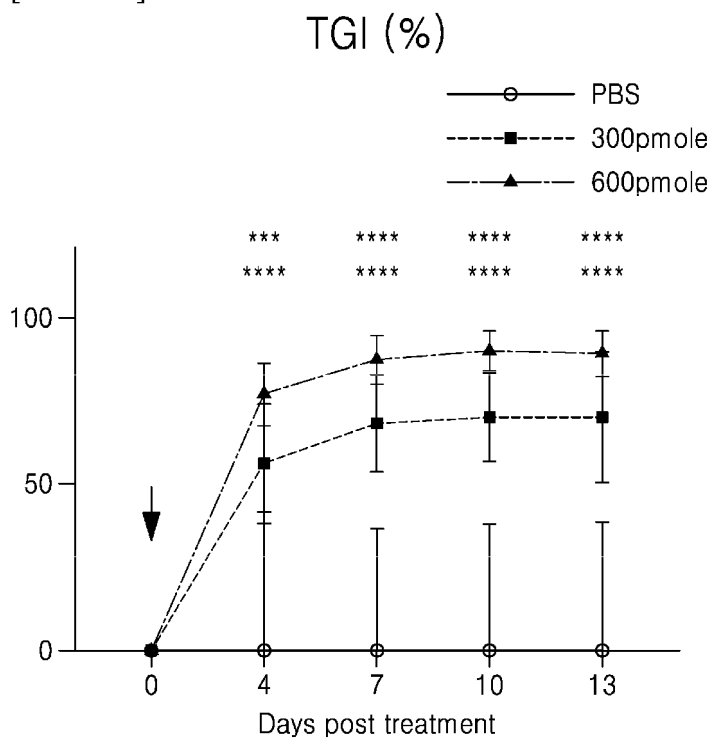 TGI (%)
PBS
300pmole
600pmole
*** **** **** ****
**** **** **** ****
100
50
0
0 4 7 10 13
Days post treatment